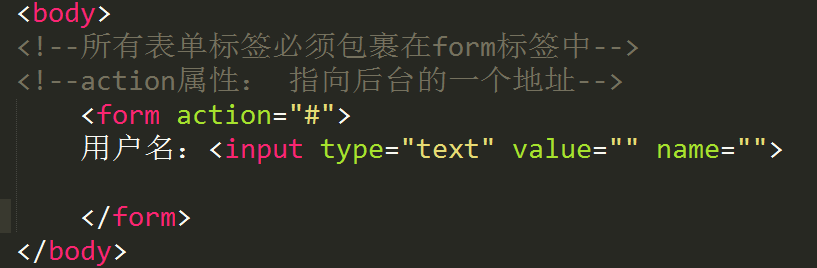 <body>
<!--所有表单标签必须包裹在form标签中-->
<!--action属性： 指向后台的一个地址-->
<form action="#">
用户名：<input type="text" value="" name="">
</form>
</body>